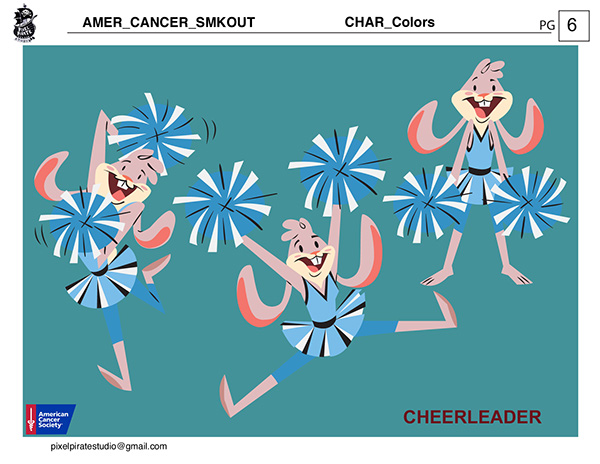 AMER_CANCER_SMKOUT
CHAR_Colors
PG 6
American
Cancer
Society
CHEERLEADER
pixelpiratestudio@gmail.com